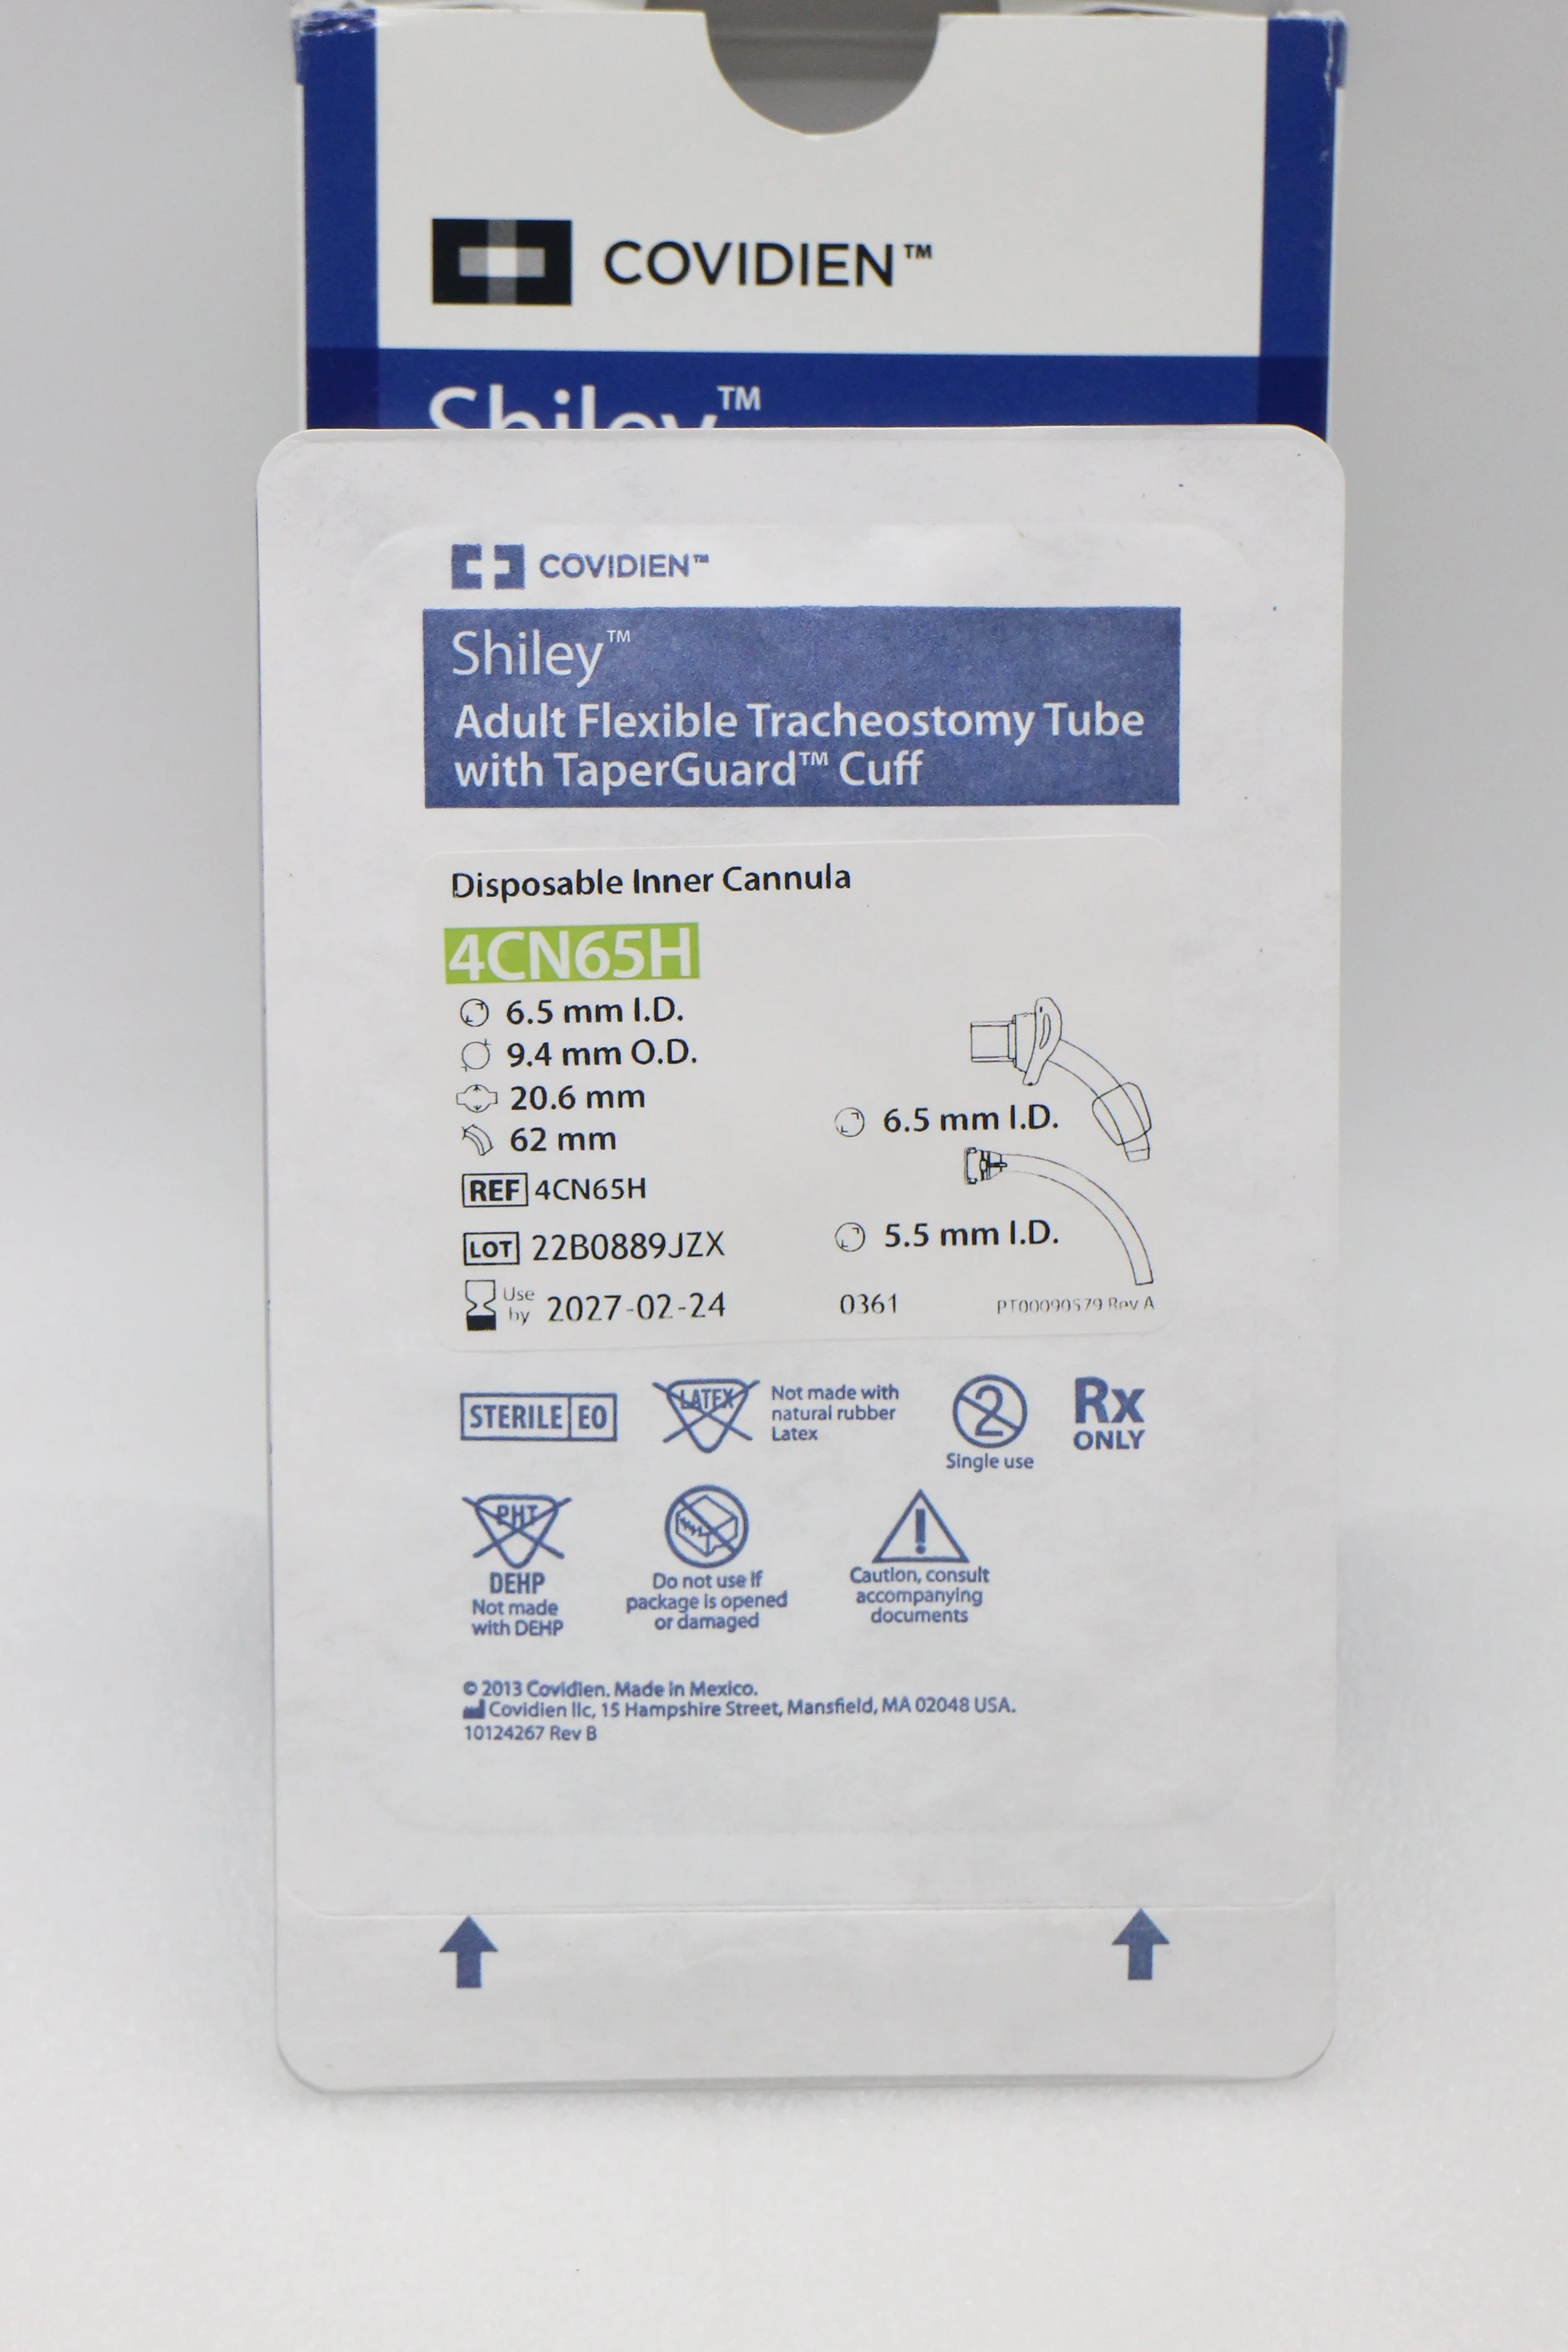 COVIDIEN™
Shiley™
COVIDIEN™
Shiley™
Adult Flexible Tracheostomy Tube
with TaperGuard™ Cuff
Disposable Inner Cannula
4CN65H
6.5 mm I.D.
9.4 mm O.D.
20.6 mm
62 mm
6.5 mm I.D.
REF 4CN65H
LOT 22B0889JZX
5.5 mm I.D.
Use
by 2027-02-24
0361
PT00090579 Rev A
STERILE EO
LATEX
Not made with
natural rubber
Latex
2
Single use
Rx
ONLY
PHT
DEHP
Not made
with DEHP
Do not use if
package is opened
or damaged
!
Caution, consult
accompanying
documents
© 2013 Covidien. Made in Mexico.
Covidien llc, 15 Hampshire Street, Mansfield, MA 02048 USA.
10124267 Rev B